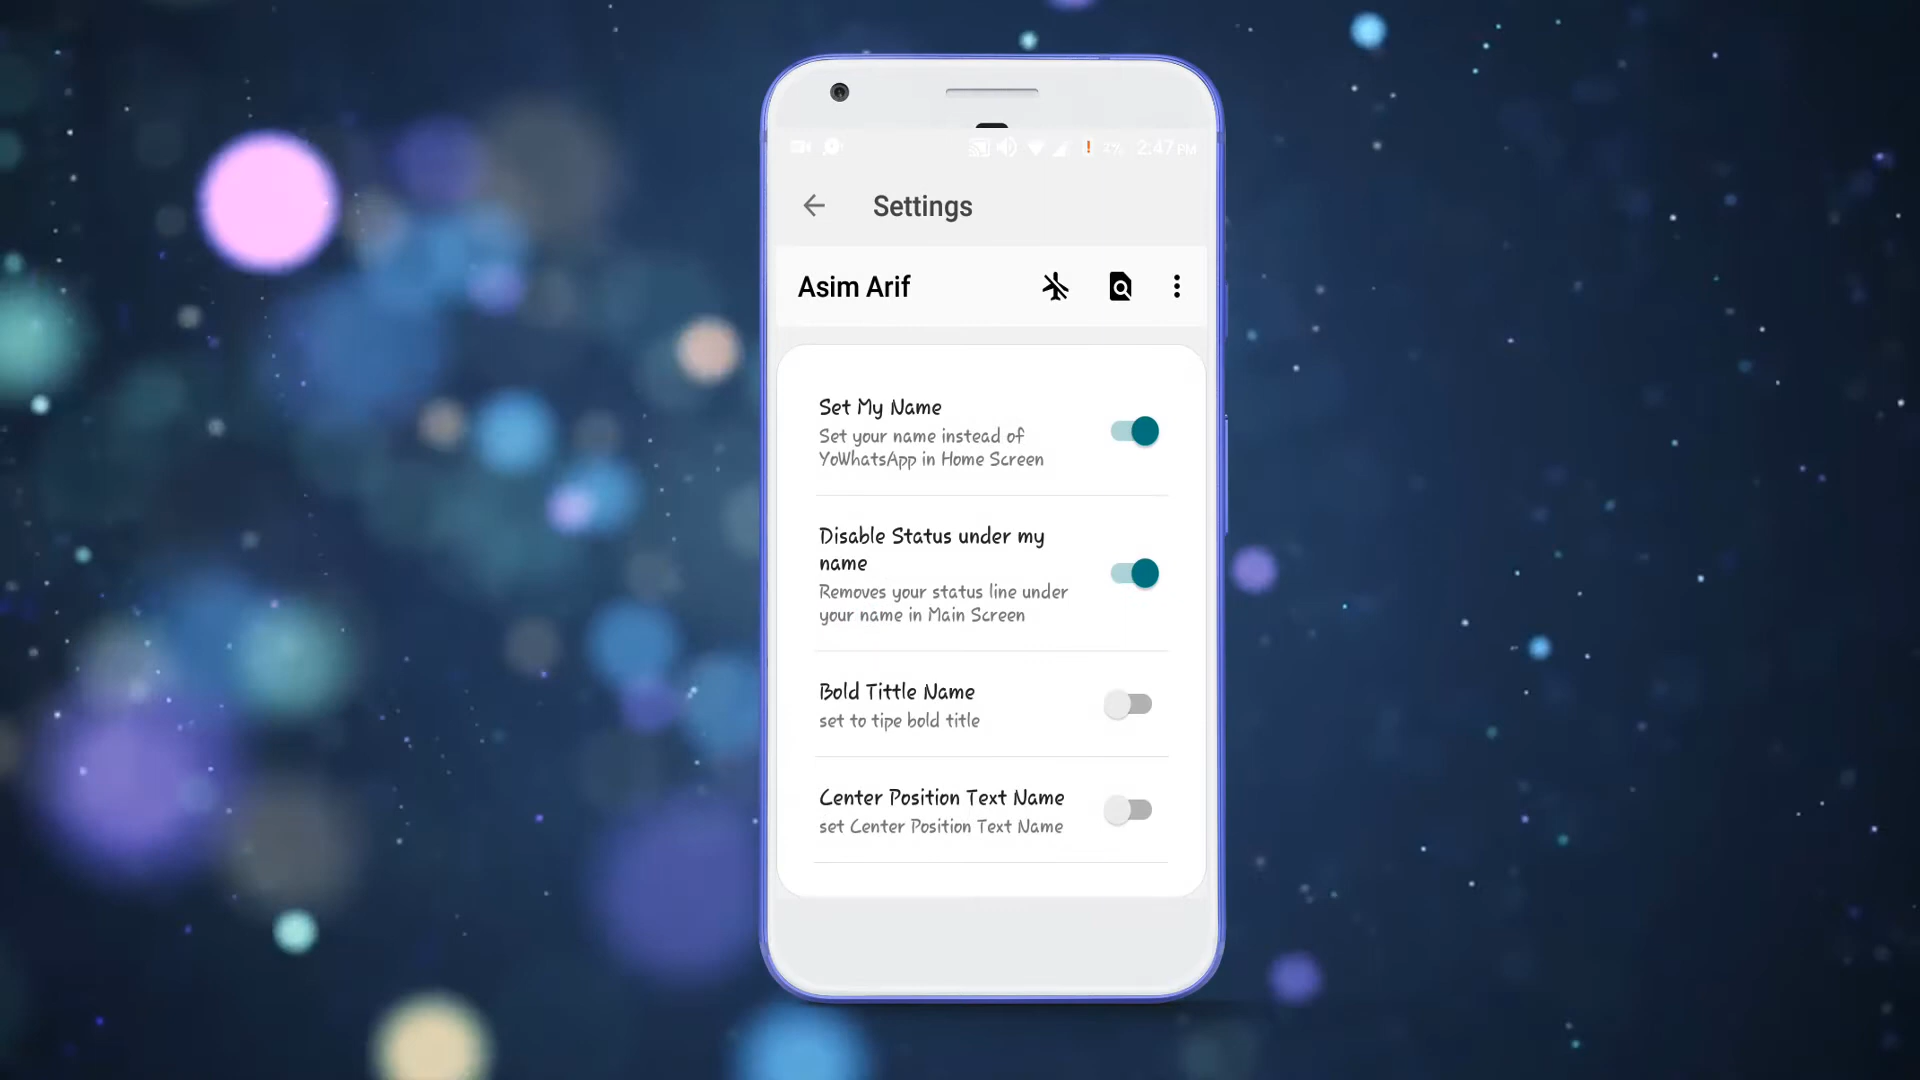 2% 2:47 PM
Settings
Asim Arif
Set My Name
Set your name instead of
YoWhatsApp in Home Screen
Disable Status under my
name
Removes your status line under
your name in Main Screen
Bold Tittle Name
set to tipe bold title
Center Position Text Name
set Center Position Text Name